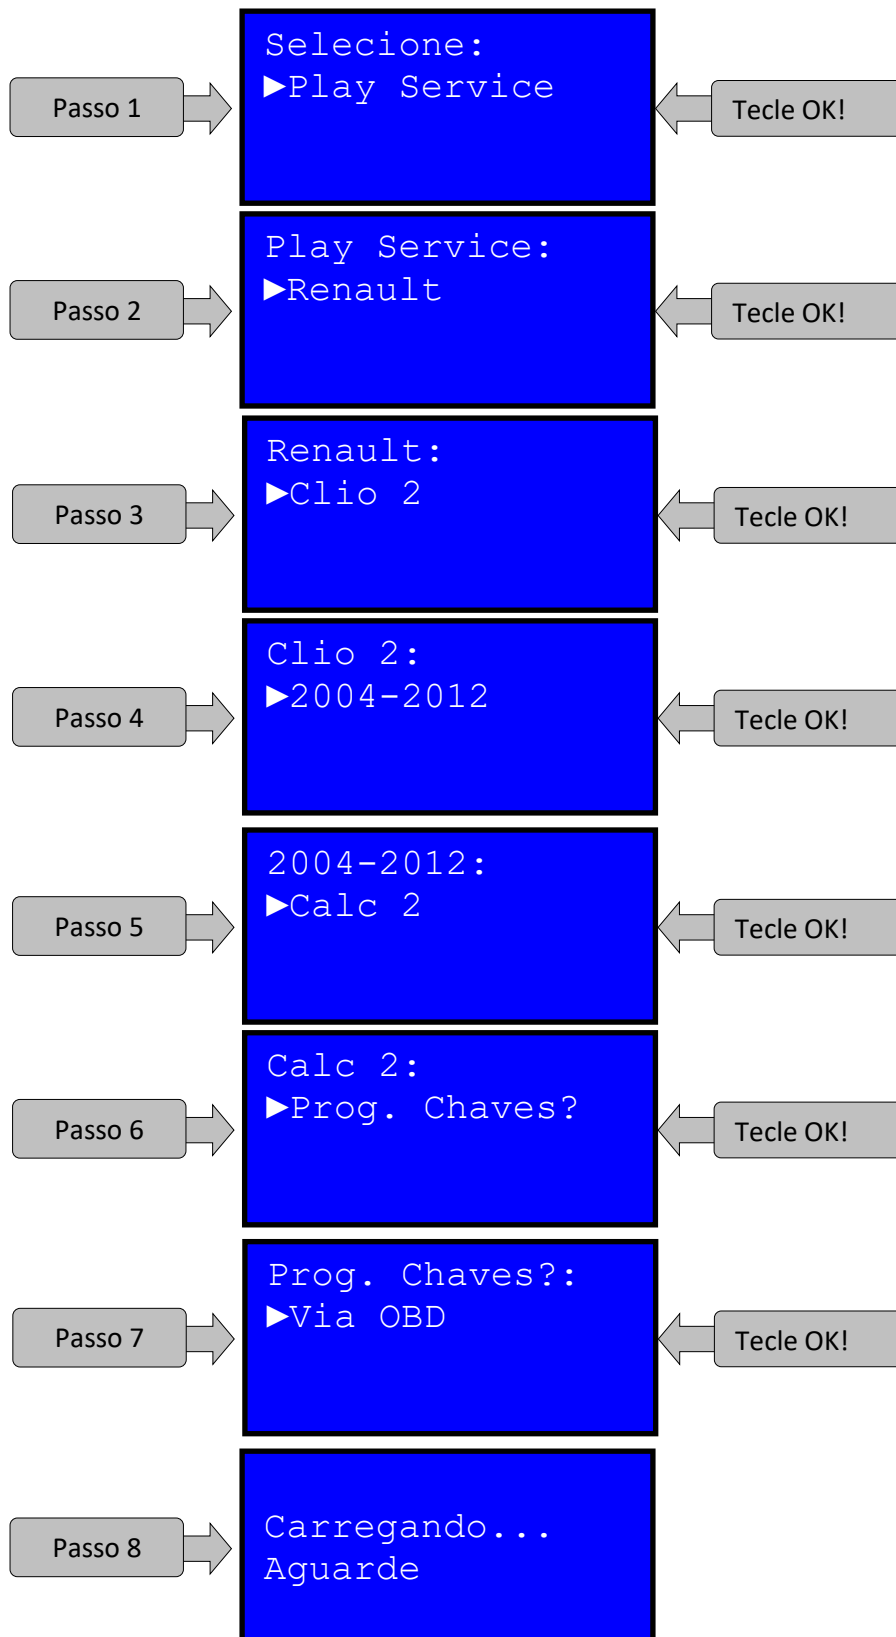 Passo 1
Selecione:
►Play Service
Tecle OK!
Passo 2
Play Service:
►Renault
Tecle OK!
Passo 3
Renault:
►Clio 2
Tecle OK!
Passo 4
Clio 2:
►2004-2012
Tecle OK!
Passo 5
2004-2012:
►Calc 2
Tecle OK!
Passo 6
Calc 2:
►Prog. Chaves?
Tecle OK!
Passo 7
Prog. Chaves?:
►Via OBD
Tecle OK!
Passo 8
Carregando...
Aguarde